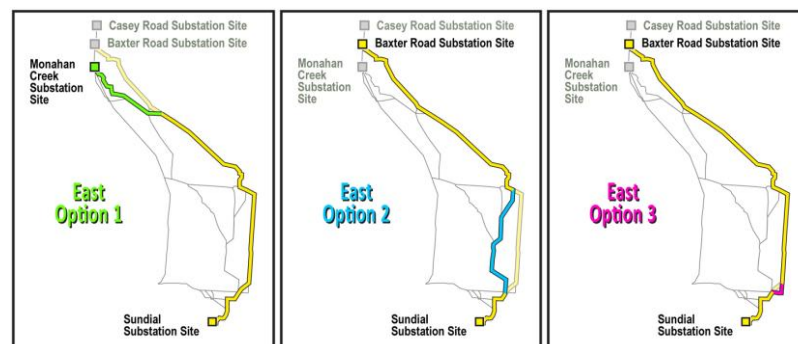 Casey Road Substation Site
Baxter Road Substation Site
Monahan
Creek
Substation
Site
East
Option 1
Sundial
Substation Site
Casey Road Substation Site
Baxter Road Substation Site
Monahan
Creek
Substation
Site
East
Option 2
Sundial
Substation Site
Casey Road Substation Site
Baxter Road Substation Site
Monahan
Creek
Substation
Site
East
Option 3
Sundial
Substation Site